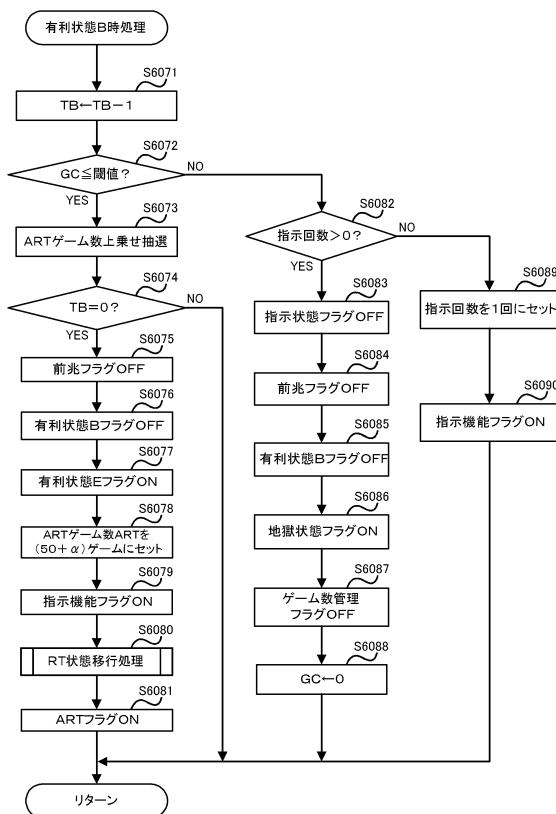 有利状態B時処理
S6071
TB←TB－1
S6072
GC≦閾値？
NO
YES
S6073
ARTゲーム数上乗せ抽選
S6074
TB＝0？
NO
YES
S6075
前兆フラグOFF
S6076
有利状態BフラグOFF
S6077
有利状態EフラグON
S6078
ARTゲーム数ARTを
(50＋α)ゲームにセット
S6079
指示機能フラグON
S6080
RT状態移行処理
S6081
ARTフラグON
リターン
S6082
指示回数＞0？
NO
YES
S6083
指示状態フラグOFF
S6084
前兆フラグOFF
S6085
有利状態BフラグOFF
S6086
地獄状態フラグON
S6087
ゲーム数管理
フラグOFF
S6088
GC←0
S6089
指示回数を1回にセット
S6090
指示機能フラグON